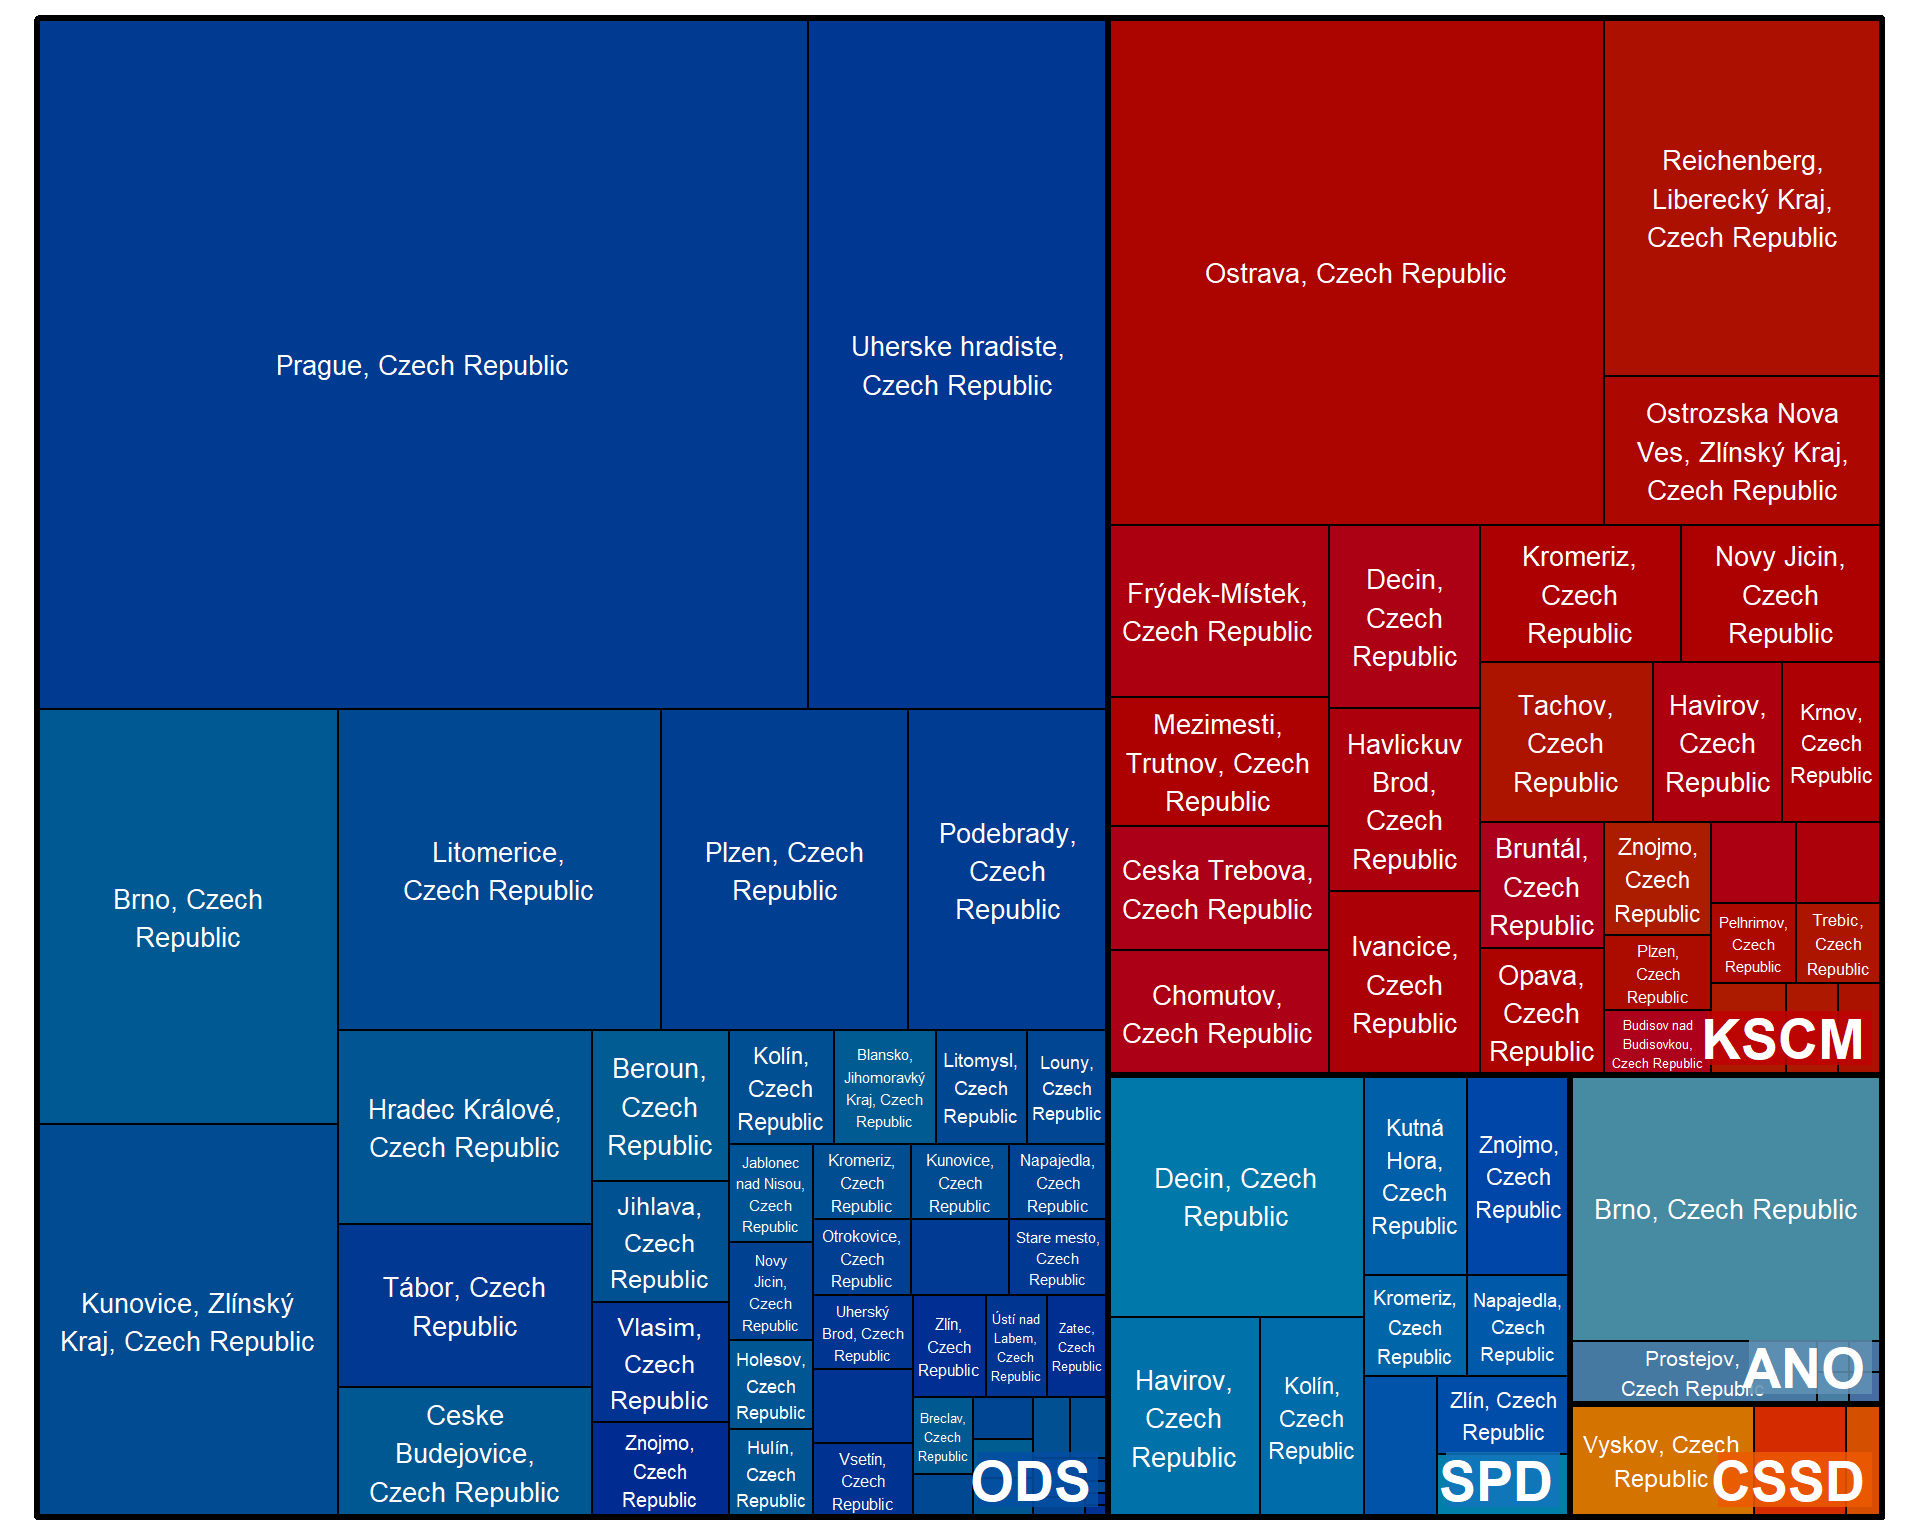 Prague, Czech Republic
Uherske hradiste,
Czech Republic
Brno, Czech
Republic
Kunovice, Zlínský
Kraj, Czech Republic
Litomerice,
Czech Republic
Plzen, Czech
Republic
Podebrady,
Czech
Republic
Hradec Králové,
Czech Republic
Tábor, Czech
Republic
Ceske
Budejovice,
Czech Republic
Beroun,
Czech
Republic
Jihlava,
Czech
Republic
Vlasim,
Czech
Republic
Znojmo,
Czech
Republic
Kolín,
Czech
Republic
Blansko,
Jihomoravký
Kraj, Czech
Republic
Litomysl,
Czech
Republic
Louny,
Czech
Republic
Jablonec
nad Nisou,
Czech
Republic
Novy
Jicin,
Czech
Republic
Holesov,
Czech
Republic
Hulín,
Czech
Republic
Kromeriz,
Czech
Republic
Kunovice,
Czech
Republic
Napajedla,
Czech
Republic
Otrokovice,
Czech
Republic
Stare mesto,
Czech
Republic
Uherský
Brod, Czech
Republic
Vsetín,
Czech
Republic
Zlín,
Czech
Republic
Ústí nad
Labem,
Czech
Republic
Zatec,
Czech
Republic
Breclav,
Czech
Republic
ODS
Ostrava, Czech Republic
Reichenberg,
Liberecký Kraj,
Czech Republic
Ostrozska Nova
Ves, Zlínský Kraj,
Czech Republic
Frýdek-Místek,
Czech Republic
Mezimesti,
Trutnov, Czech
Republic
Ceska Trebova,
Czech Republic
Chomutov,
Czech Republic
Decin,
Czech
Republic
Havlickuv
Brod,
Czech
Republic
Ivancice,
Czech
Republic
Kromeriz,
Czech
Republic
Novy Jicin,
Czech
Republic
Tachov,
Czech
Republic
Havirov,
Czech
Republic
Krnov,
Czech
Republic
Bruntál,
Czech
Republic
Opava,
Czech
Republic
Znojmo,
Czech
Republic
Plzen,
Czech
Republic
Budisov nad
Budisovkou,
Czech Republic
Pelhrimov,
Czech
Republic
Trebic,
Czech
Republic
KSCM
Decin, Czech
Republic
Havirov,
Czech
Republic
Kolín,
Czech
Republic
Kutná
Hora,
Czech
Republic
Znojmo,
Czech
Republic
Kromeriz,
Czech
Republic
Napajedla,
Czech
Republic
Zlín, Czech
Republic
SPD
Brno, Czech Republic
Prostejov,
Czech Republic
ANO
Vyskov, Czech
Republic
CSSD